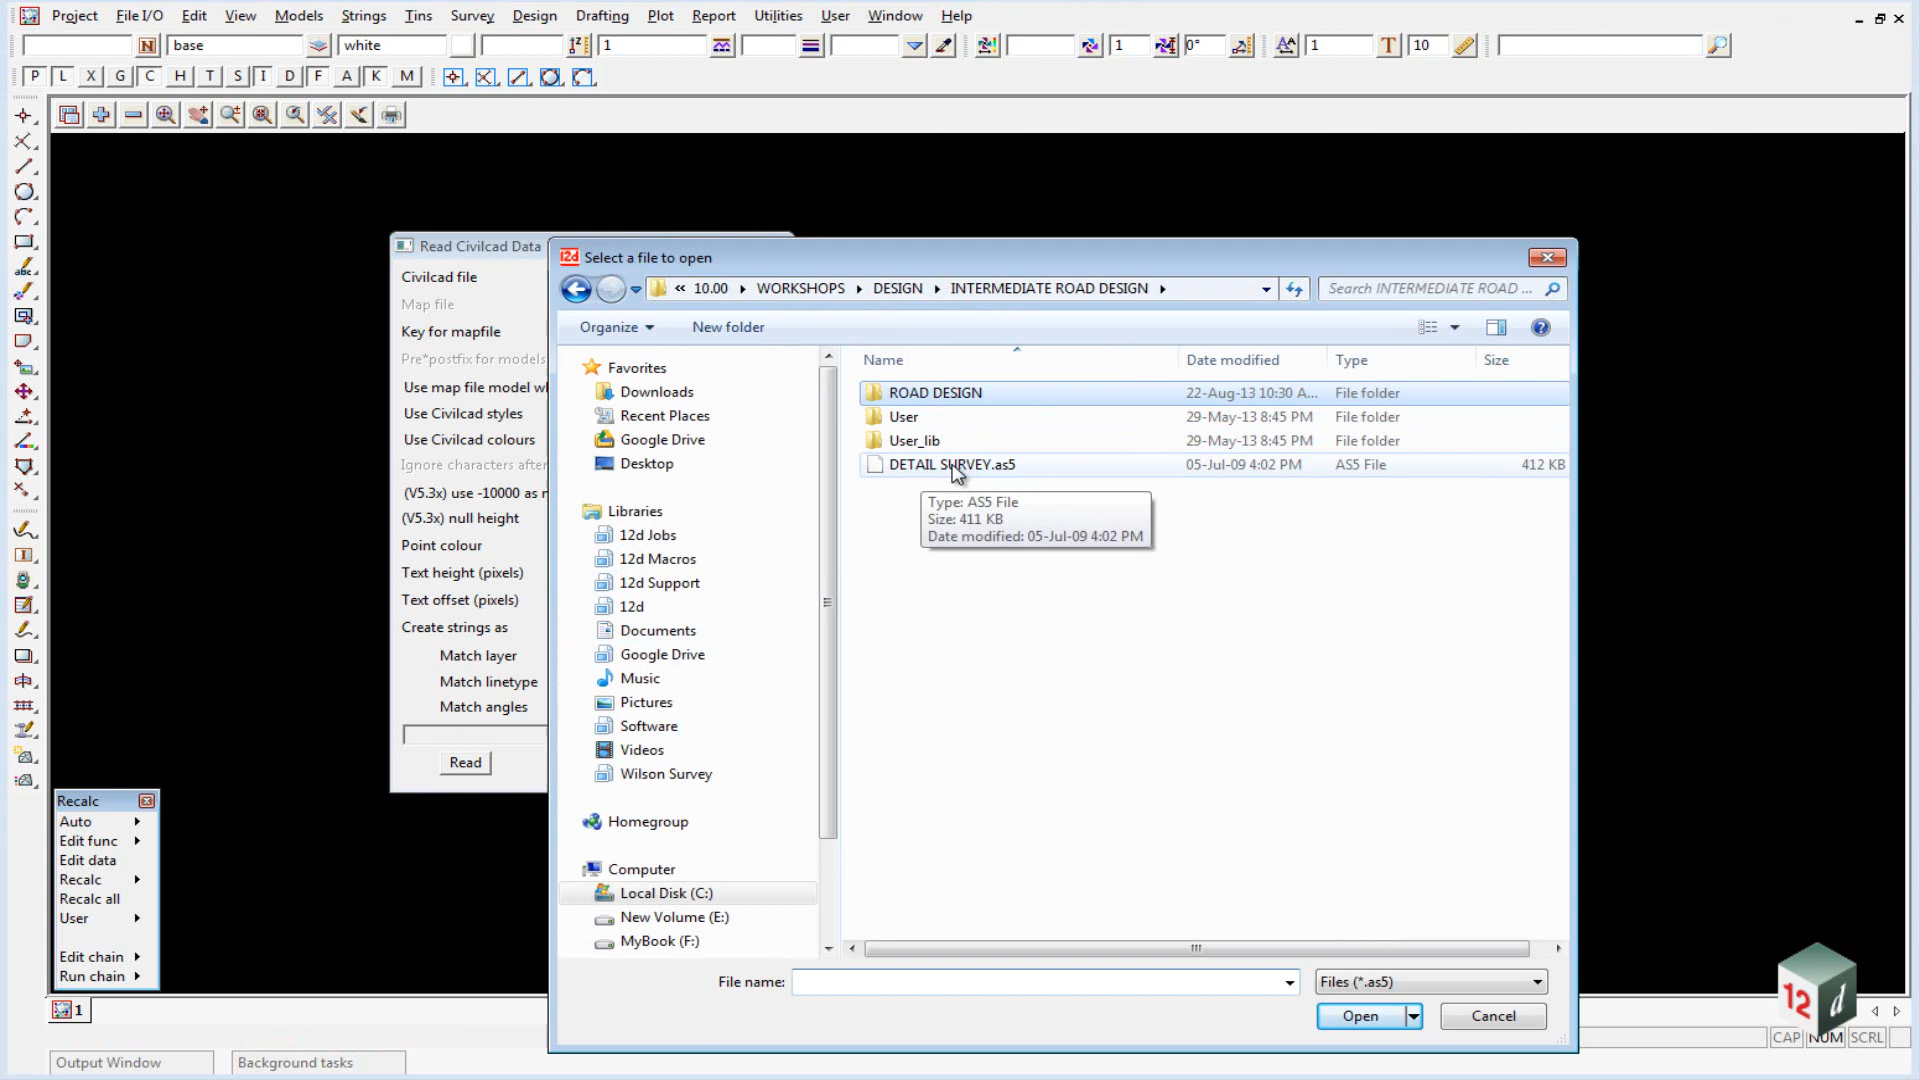 Project File I/O Edit View Models Strings Tins Survey Design Drafting Plot Report Utilities User Window Help
N base white 1 1 0° 1 T 10
P L X G C H T S I D F A K M
Read Civilcad Data
Civilcad file
Map file
Key for mapfile
Pre*postfix for models
Use map file model wh
Use Civilcad styles
Use Civilcad colours
Ignore characters after
(V5.3x) use -10000 as n
(V5.3x) null height
Point colour
Text height (pixels)
Text offset (pixels)
Create strings as
Match layer
Match linetype
Match angles
Read
12d Select a file to open
« 10.00 WORKSHOPS DESIGN INTERMEDIATE ROAD DESIGN
Search INTERMEDIATE ROAD ...
Organize New folder
Favorites
Downloads
Recent Places
Google Drive
Desktop
Libraries
12d Jobs
12d Macros
12d Support
12d
Documents
Google Drive
Music
Pictures
Software
Videos
Wilson Survey
Homegroup
Computer
Local Disk (C:)
New Volume (E:)
MyBook (F:)
Name Date modified Type Size
ROAD DESIGN 22-Aug-13 10:30 A... File folder
User 29-May-13 8:45 PM File folder
User_lib 29-May-13 8:45 PM File folder
DETAIL SURVEY.as5 05-Jul-09 4:02 PM AS5 File 412 KB
Type: AS5 File
Size: 411 KB
Date modified: 05-Jul-09 4:02 PM
File name: Files (*.as5)
Open Cancel
Recalc
Auto
Edit func
Edit data
Recalc
Recalc all
User
Edit chain
Run chain
1
12 d
CAP NUM SCRL
Output Window Background tasks